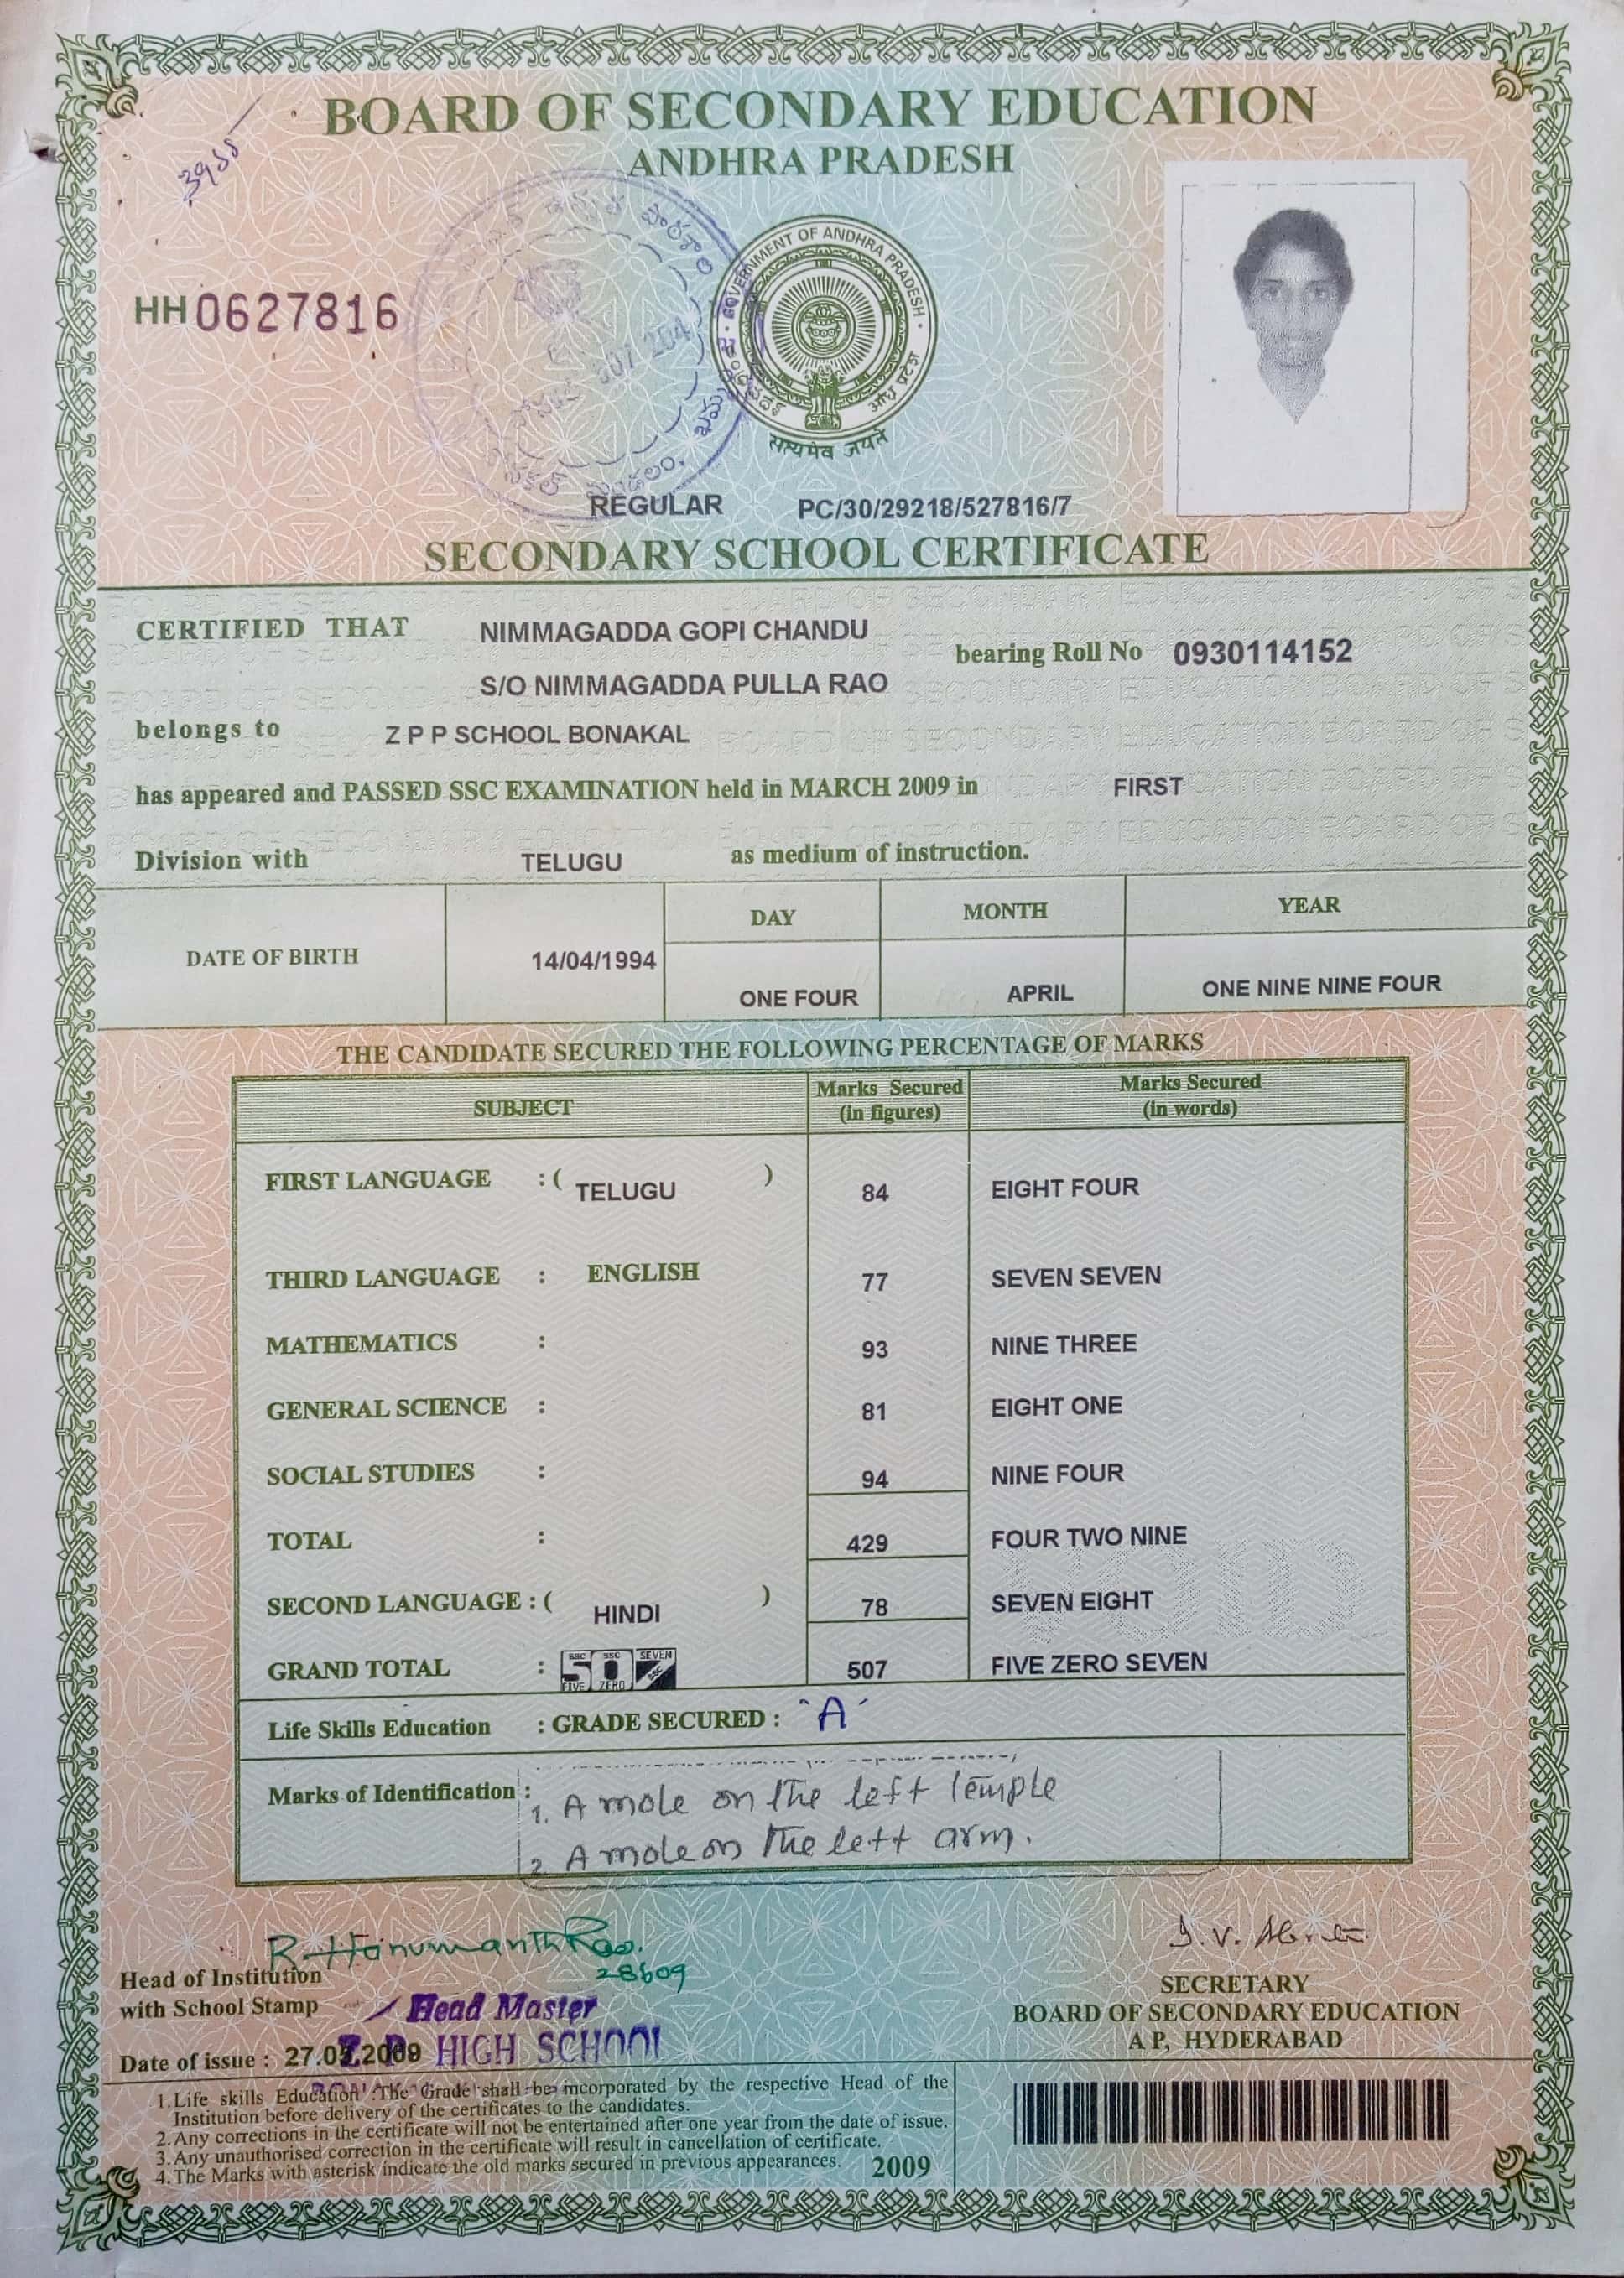 BOARD OF SECONDARY EDUCATION
ANDHRA PRADESH
3955
HH 0627816
GOVERNMENT OF ANDHRA PRADESH
ఆంధ్రప్రదేశ్
आंध्र प्रदेश
सत्यमेव जयते
REGULAR PC/30/29218/527816/7
SECONDARY SCHOOL CERTIFICATE
CERTIFIED THAT NIMMAGADDA GOPI CHANDU bearing Roll No 0930114152
S/O NIMMAGADDA PULLA RAO
belongs to Z P P SCHOOL BONAKAL
has appeared and PASSED SSC EXAMINATION held in MARCH 2009 in FIRST
Division with TELUGU as medium of instruction.
DATE OF BIRTH 14/04/1994 DAY MONTH YEAR
ONE FOUR APRIL ONE NINE NINE FOUR
THE CANDIDATE SECURED THE FOLLOWING PERCENTAGE OF MARKS
SUBJECT Marks Secured (in figures) Marks Secured (in words)
FIRST LANGUAGE : ( TELUGU ) 84 EIGHT FOUR
THIRD LANGUAGE : ENGLISH 77 SEVEN SEVEN
MATHEMATICS : 93 NINE THREE
GENERAL SCIENCE : 81 EIGHT ONE
SOCIAL STUDIES : 94 NINE FOUR
TOTAL : 429 FOUR TWO NINE
SECOND LANGUAGE : ( HINDI ) 78 SEVEN EIGHT
GRAND TOTAL : SSC 5 FIVE SSC 0 ZERO SEVEN 7 SSC 507 FIVE ZERO SEVEN
Life Skills Education : GRADE SECURED : "A"
Marks of Identification :
1. A mole on the left temple
2. A mole on the left arm.
R. Hanumantha Rao.
28609
Head of Institution
with School Stamp
Head Master
Z P HIGH SCHOOL
Date of issue :
SECRETARY
BOARD OF SECONDARY EDUCATION
A P, HYDERABAD
1. Life skills Education : The Grade shall be incorporated by the respective Head of the
Institution before delivery of the certificates to the candidates.
2. Any corrections in the certificate will not be entertained after one year from the date of issue.
3. Any unauthorised correction in the certificate will result in cancellation of certificate.
4. The Marks with asterisk indicate the old marks secured in previous appearances. 2009